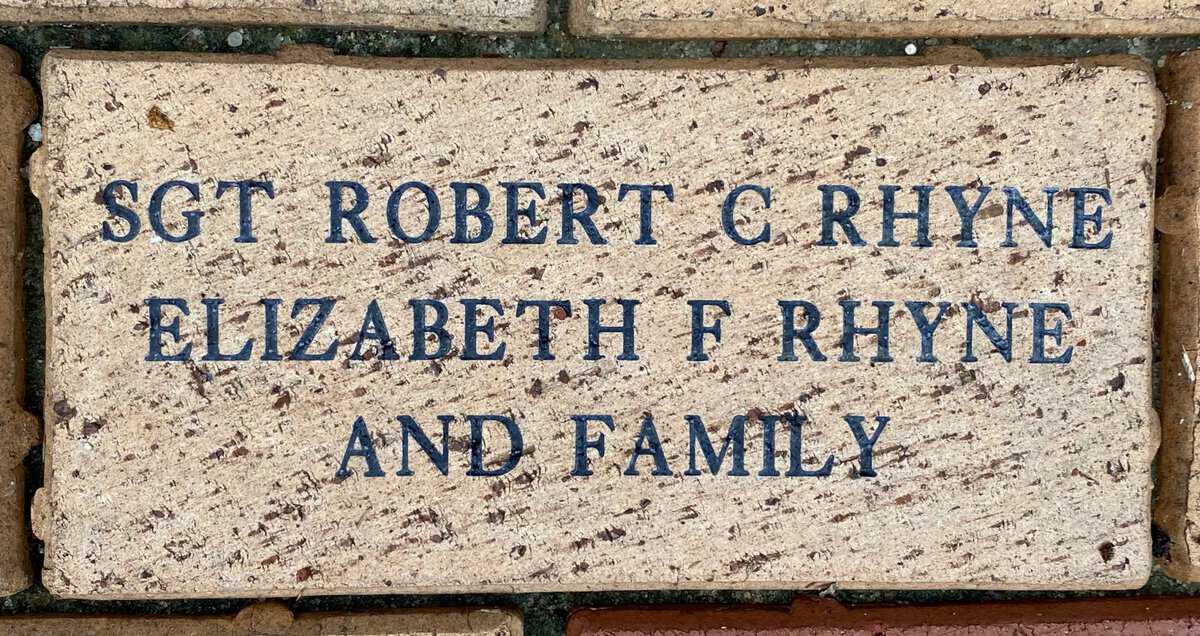 SGT ROBERT C RHYNE
ELIZABETH F RHYNE
AND FAMILY